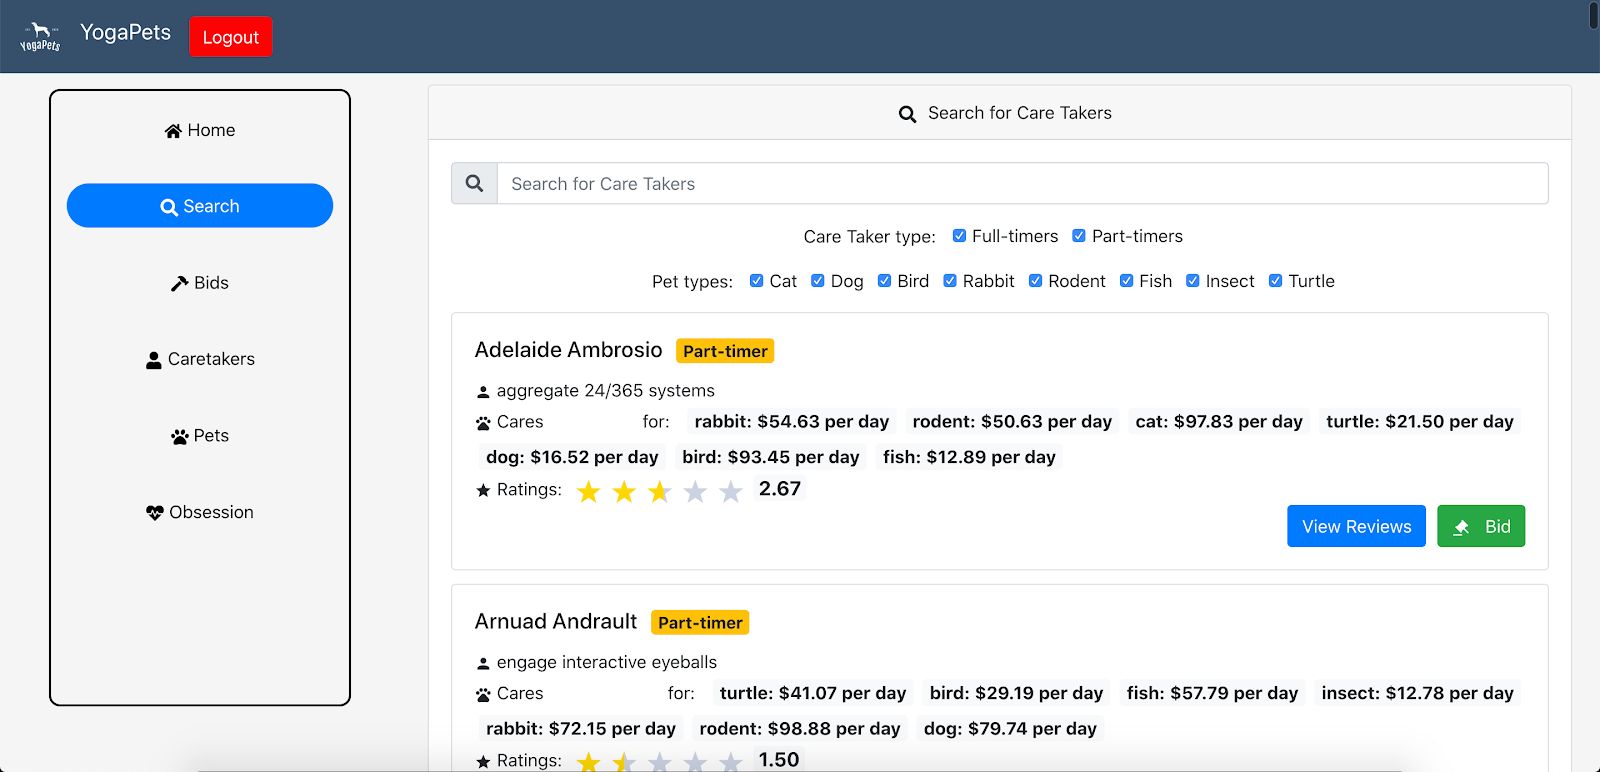 YogaPets
YogaPets
Logout
Home
Search
Bids
Caretakers
Pets
Obsession
Search for Care Takers
Search for Care Takers
Care Taker type: Full-timers Part-timers
Pet types: Cat Dog Bird Rabbit Rodent Fish Insect Turtle
Adelaide Ambrosio Part-timer
aggregate 24/365 systems
Cares for: rabbit: $54.63 per day rodent: $50.63 per day cat: $97.83 per day turtle: $21.50 per day
dog: $16.52 per day bird: $93.45 per day fish: $12.89 per day
Ratings: 2.67
View Reviews Bid
Arnuad Andrault Part-timer
engage interactive eyeballs
Cares for: turtle: $41.07 per day bird: $29.19 per day fish: $57.79 per day insect: $12.78 per day
rabbit: $72.15 per day rodent: $98.88 per day dog: $79.74 per day
Ratings: 1.50